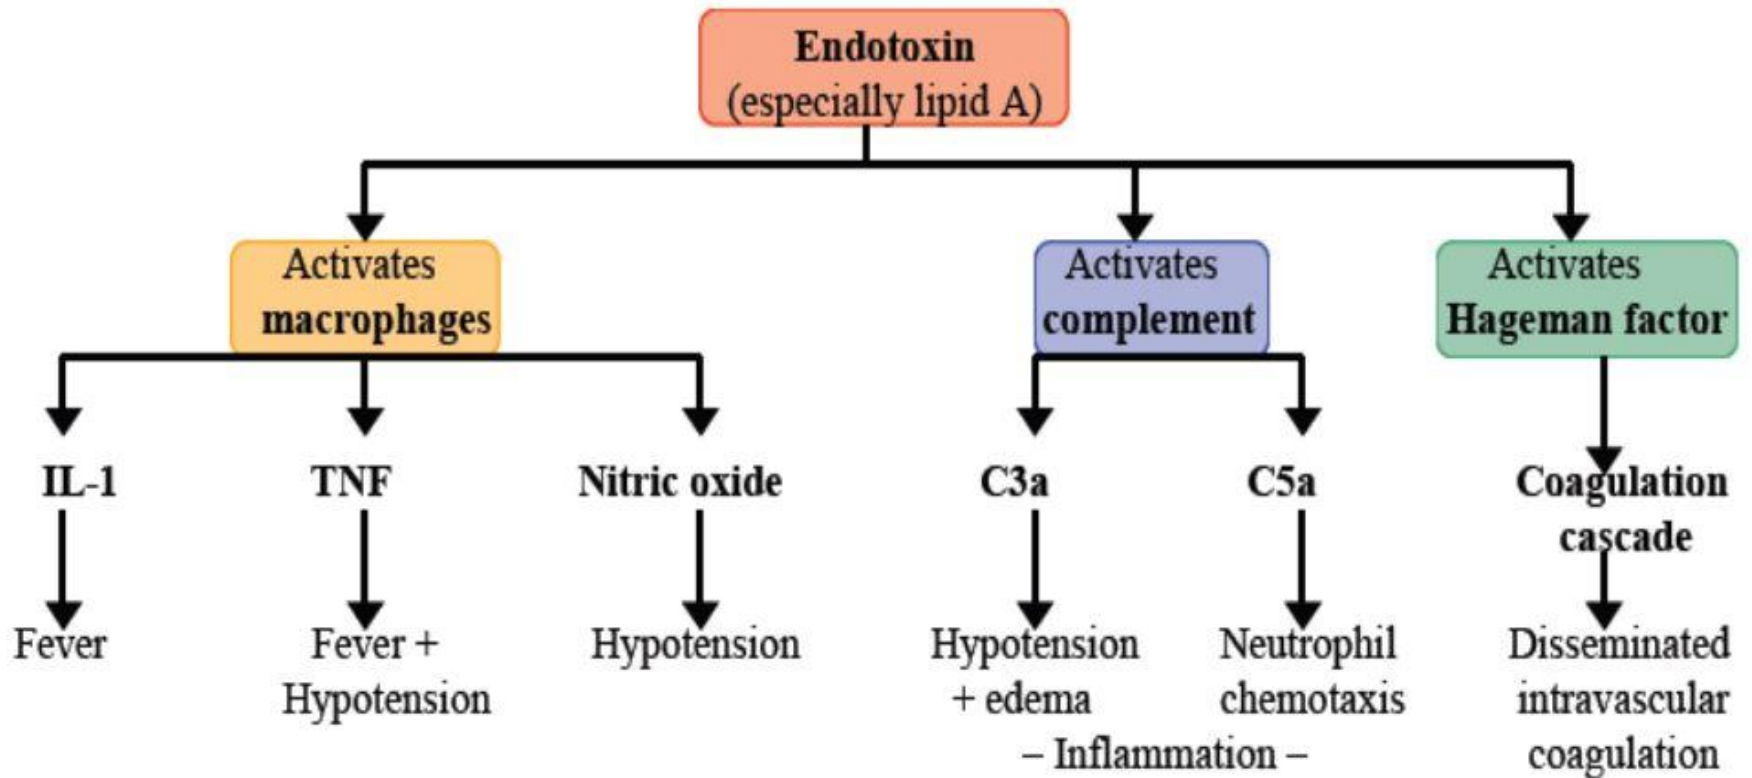 Endotoxin
(especially lipid A)
Activates
macrophages
Activates
complement
Activates
Hageman factor
IL-1
TNF
Nitric oxide
C3a
C5a
Coagulation
cascade
Fever
Fever +
Hypotension
Hypotension
Hypotension
+ edema
Neutrophil
chemotaxis
– Inflammation –
Disseminated
intravascular
coagulation